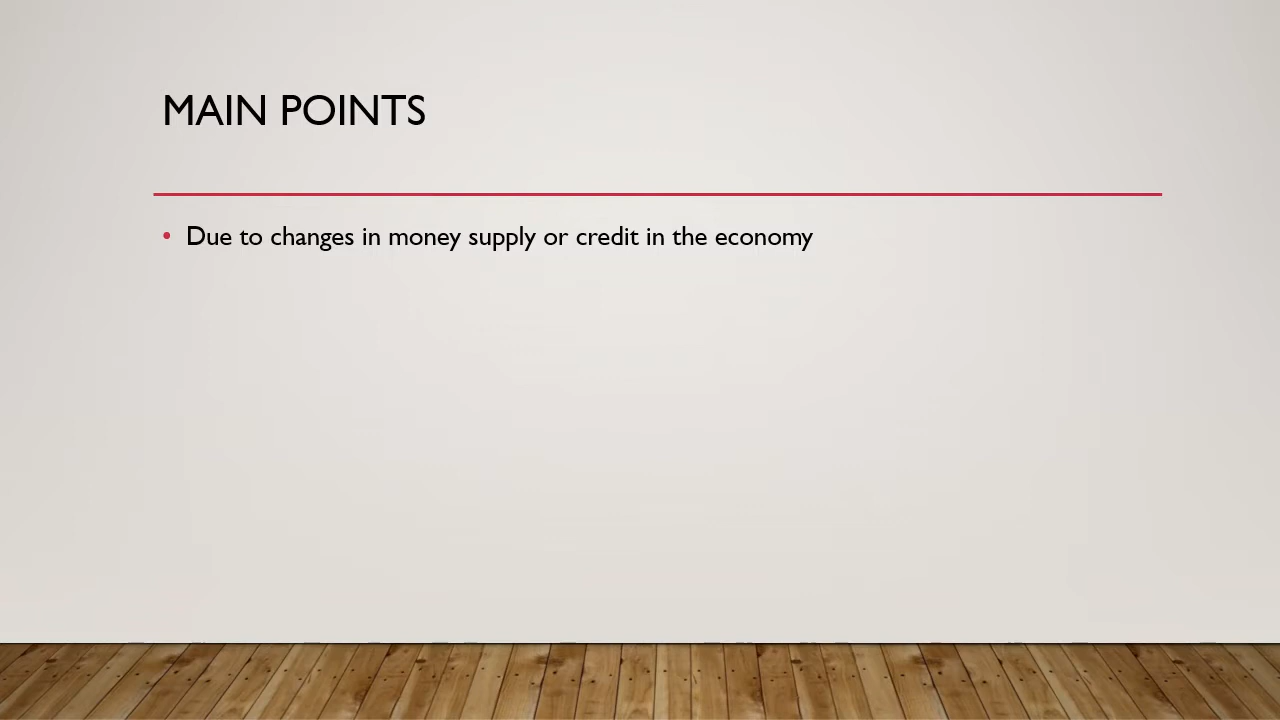 MAIN POINTS
• Due to changes in money supply or credit in the economy